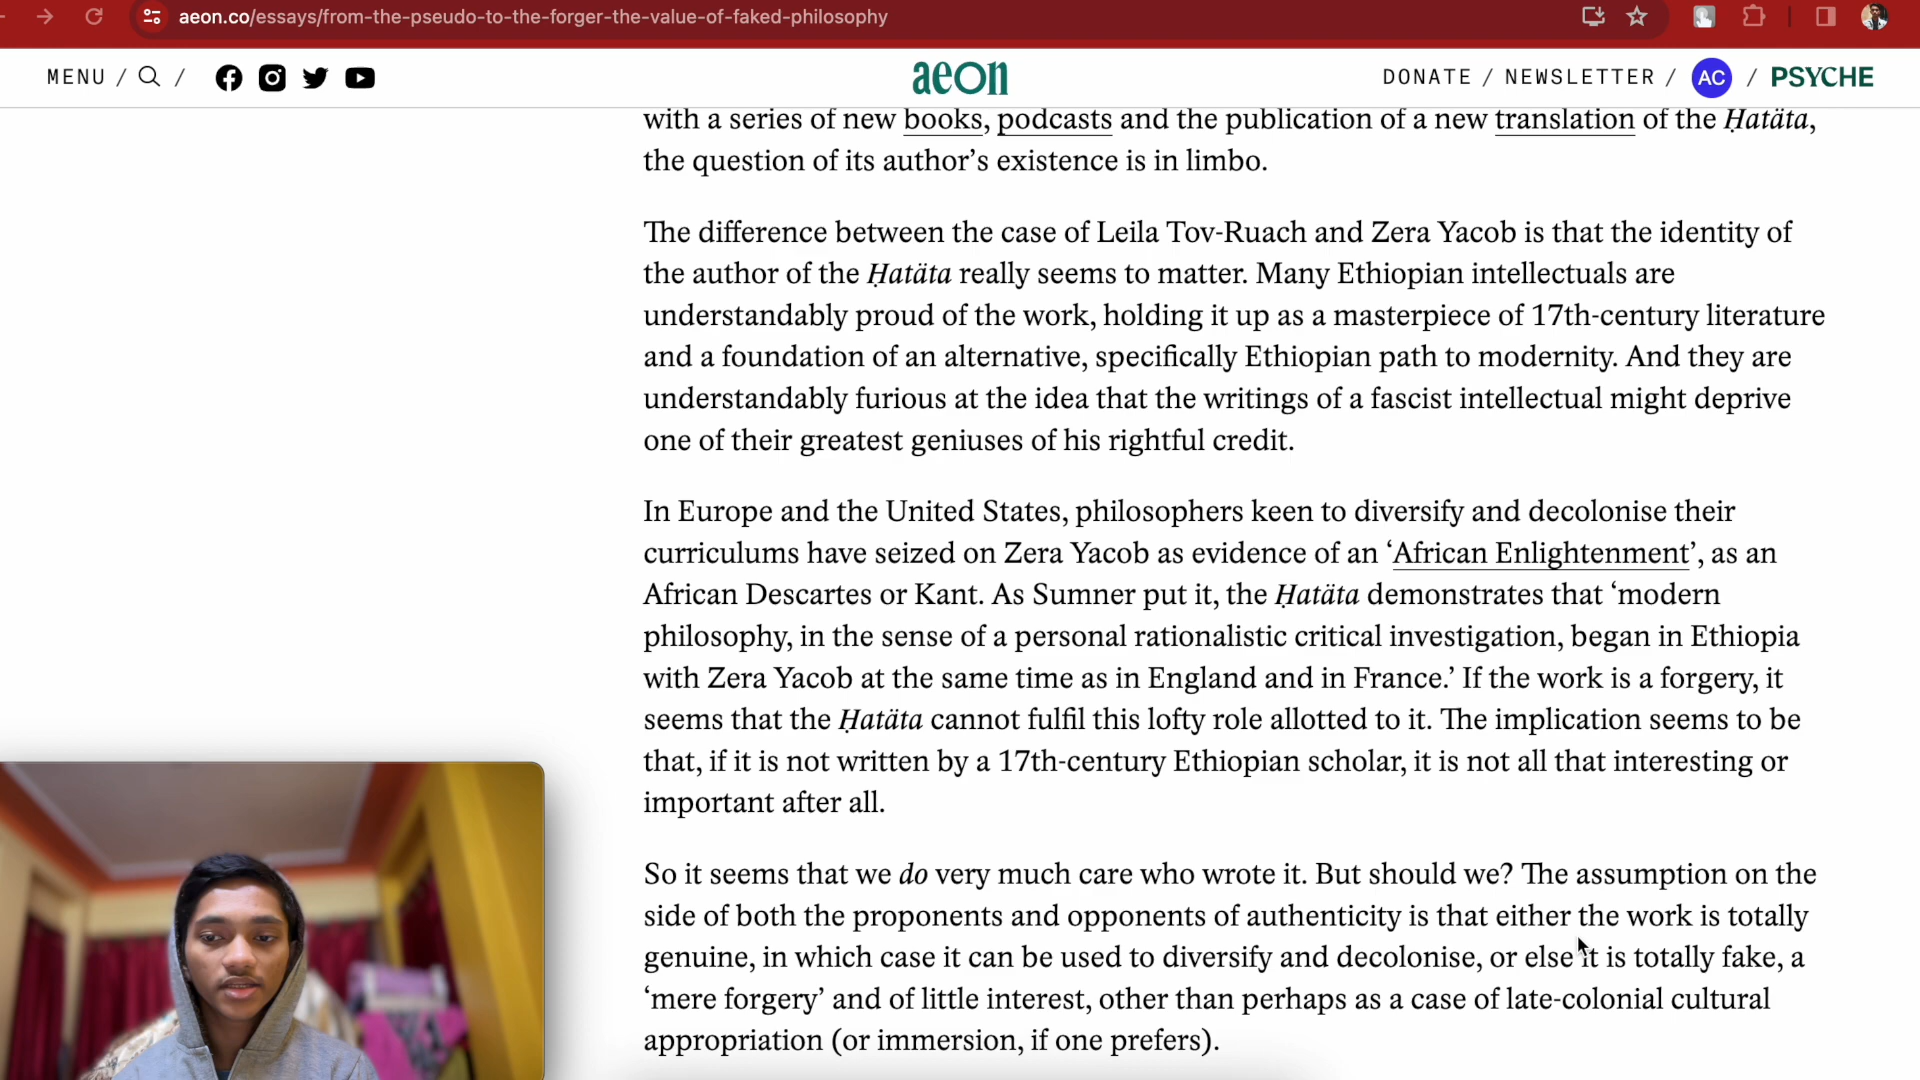 aeon.co/essays/from-the-pseudo-to-the-forger-the-value-of-faked-philosophy
MENU /
/
aeon
DONATE / NEWSLETTER / AC / PSYCHE
with a series of new books, podcasts and the publication of a new translation of the Ḥatäta,
the question of its author’s existence is in limbo.
The difference between the case of Leila Tov-Ruach and Zera Yacob is that the identity of
the author of the Ḥatäta really seems to matter. Many Ethiopian intellectuals are
understandably proud of the work, holding it up as a masterpiece of 17th-century literature
and a foundation of an alternative, specifically Ethiopian path to modernity. And they are
understandably furious at the idea that the writings of a fascist intellectual might deprive
one of their greatest geniuses of his rightful credit.
In Europe and the United States, philosophers keen to diversify and decolonise their
curriculums have seized on Zera Yacob as evidence of an ‘African Enlightenment’, as an
African Descartes or Kant. As Sumner put it, the Ḥatäta demonstrates that ‘modern
philosophy, in the sense of a personal rationalistic critical investigation, began in Ethiopia
with Zera Yacob at the same time as in England and in France.’ If the work is a forgery, it
seems that the Ḥatäta cannot fulfil this lofty role allotted to it. The implication seems to be
that, if it is not written by a 17th-century Ethiopian scholar, it is not all that interesting or
important after all.
So it seems that we do very much care who wrote it. But should we? The assumption on the
side of both the proponents and opponents of authenticity is that either the work is totally
genuine, in which case it can be used to diversify and decolonise, or else it is totally fake, a
‘mere forgery’ and of little interest, other than perhaps as a case of late-colonial cultural
appropriation (or immersion, if one prefers).